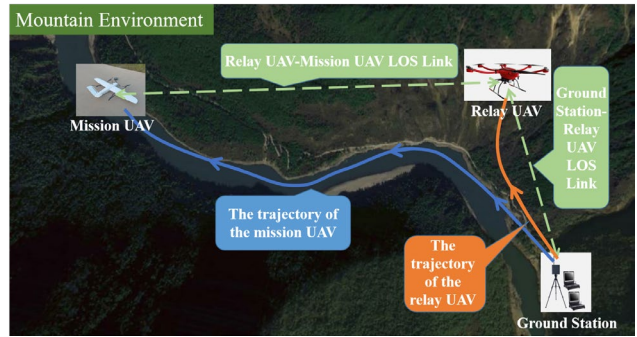 Mountain Environment
Relay UAV-Mission UAV LOS Link
Mission UAV
Relay UAV
Ground
Station-
Relay
UAV
LOS
Link
The trajectory of
the mission UAV
The
trajectory
of the
relay UAV
Ground Station